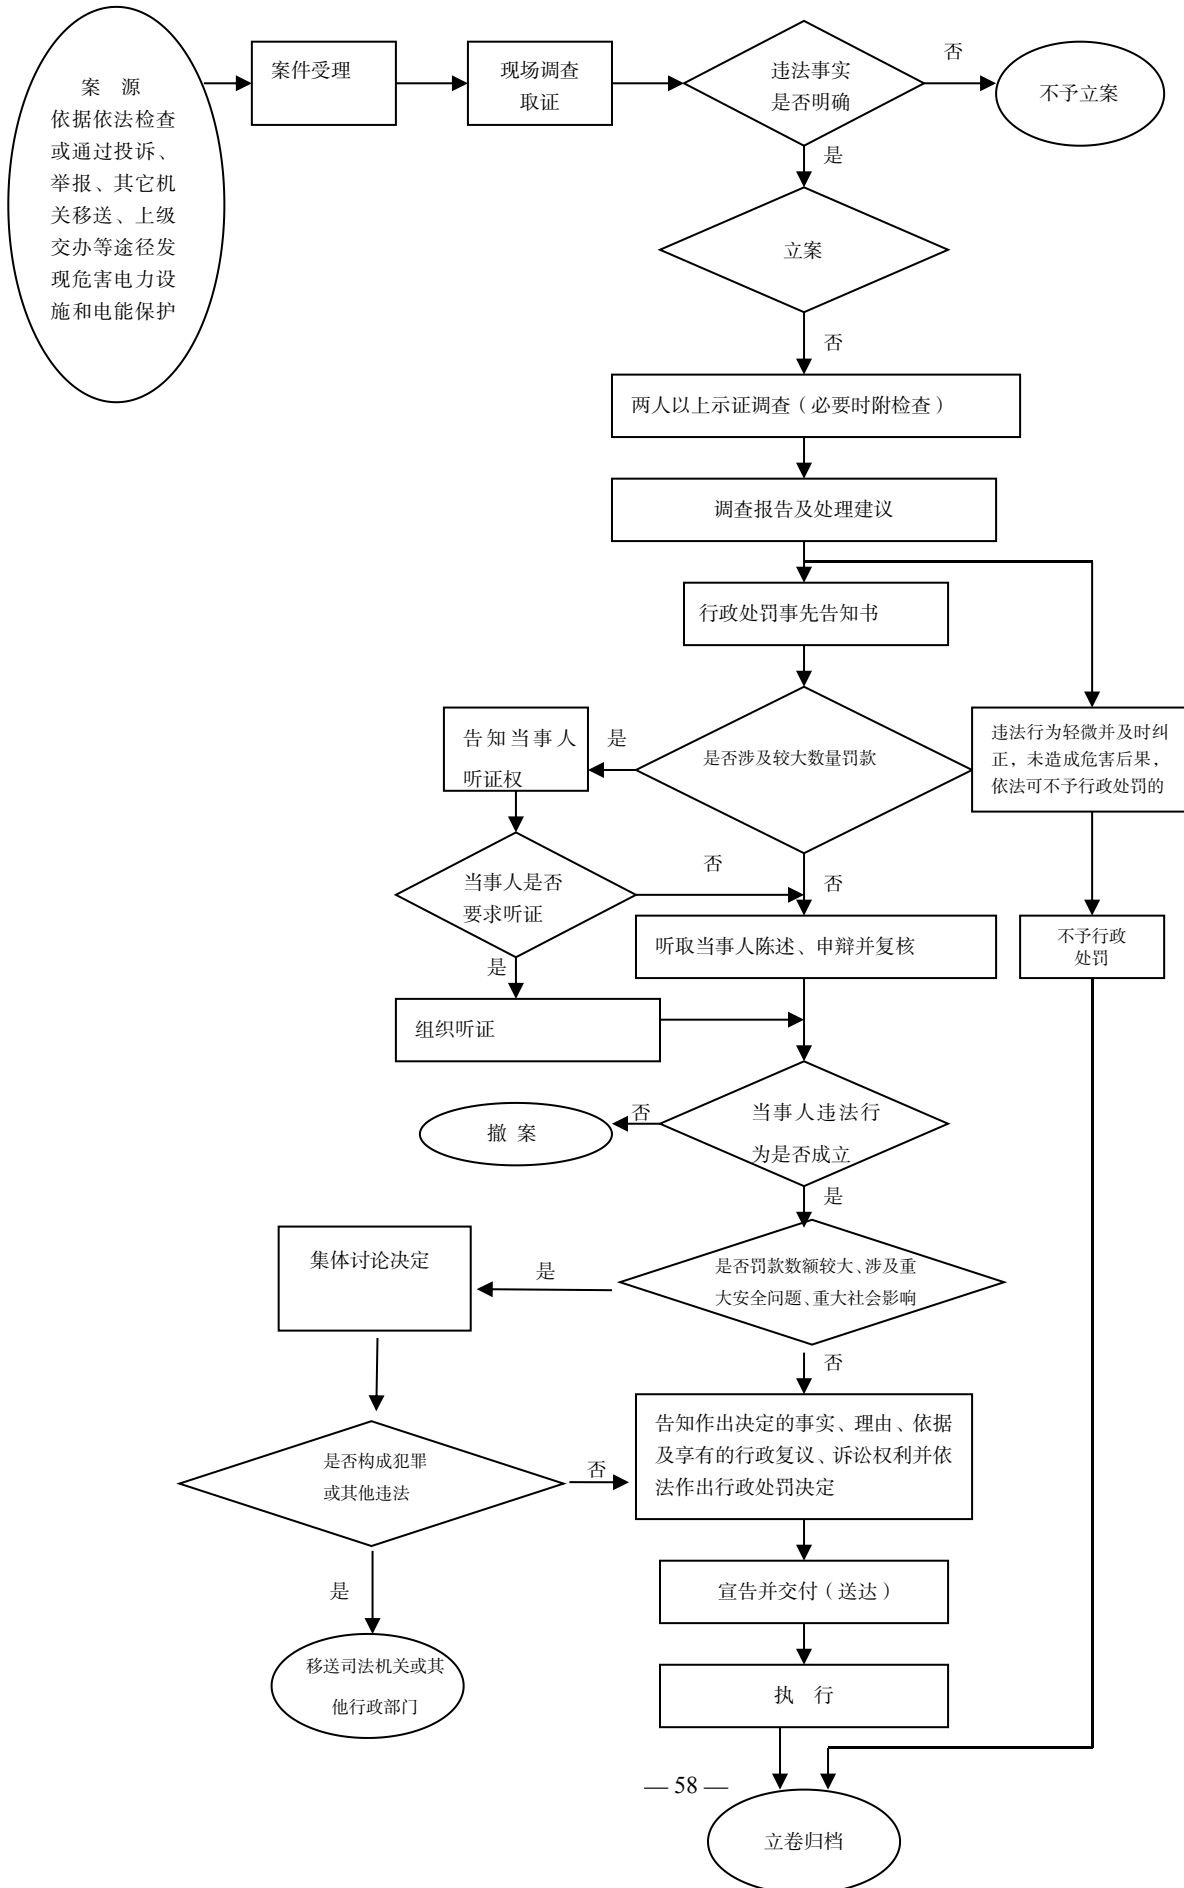 案 源
依据依法检查
或通过投诉、
举报、其它机
关移送、上级
交办等途径发
现危害电力设
施和电能保护
案件受理
现场调查
取证
违法事实
是否明确
否
不予立案
是
立案
否
两人以上示证调查（必要时附检查）
调查报告及处理建议
行政处罚事先告知书
告知当事人
听证权
是
是否涉及较大数量罚款
违法行为轻微并及时纠
正，未造成危害后果，
依法可不予行政处罚的
当事人是否
要求听证
否
否
是
听取当事人陈述、申辩并复核
不予行政
处罚
组织听证
撤 案
否
当事人违法行
为是否成立
是
集体讨论决定
是
是否罚款数额较大、涉及重
大安全问题、重大社会影响
否
是否构成犯罪
或其他违法
否
告知作出决定的事实、理由、依据
及享有的行政复议、诉讼权利并依
法作出行政处罚决定
是
宣告并交付（送达）
移送司法机关或其
他行政部门
执 行
— 58 —
立卷归档